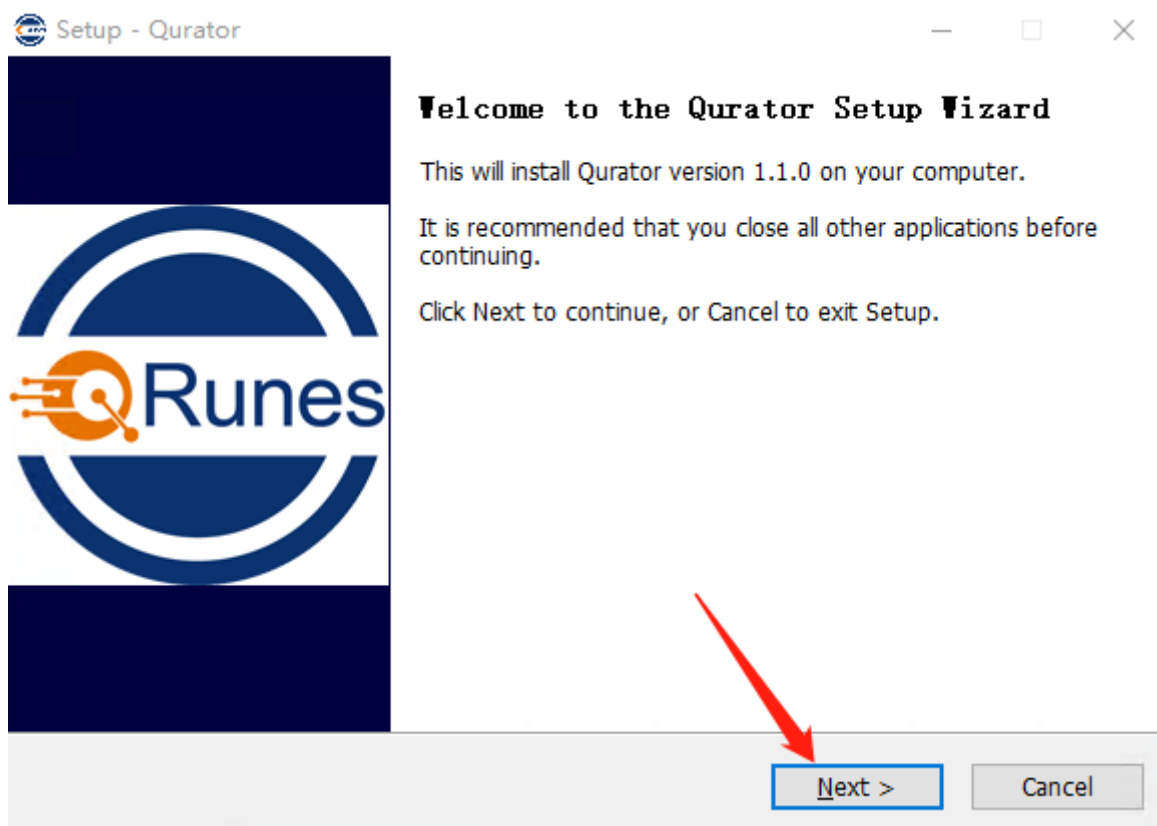 Setup - Qurator
Welcome to the Qurator Setup Wizard
This will install Qurator version 1.1.0 on your computer.
It is recommended that you close all other applications before
continuing.
Click Next to continue, or Cancel to exit Setup.
QRunes
Next >
Cancel